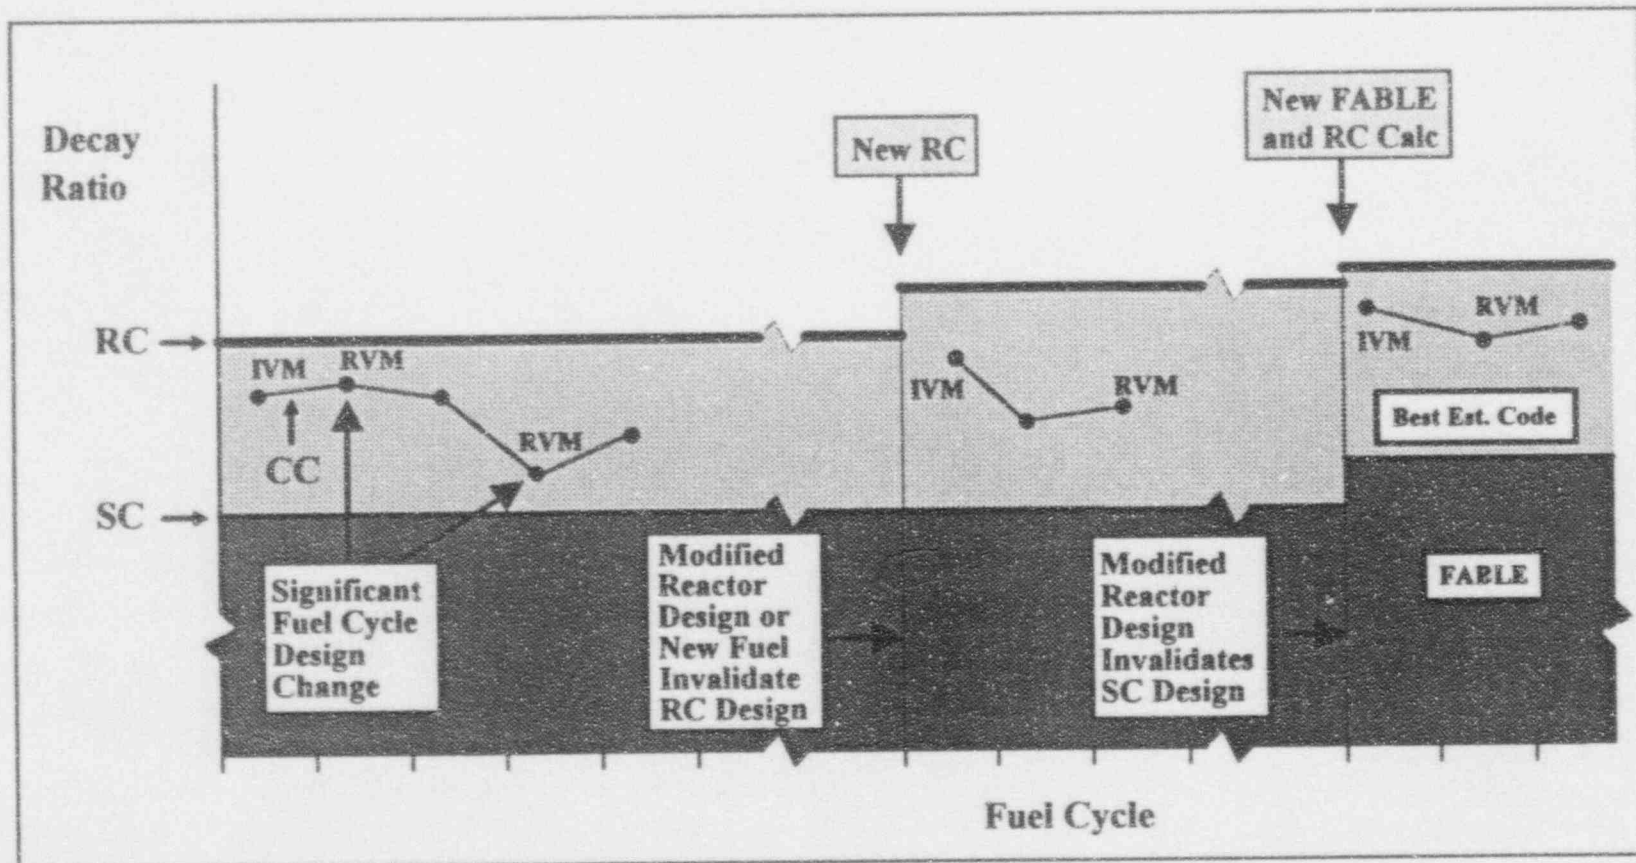 Decay
Ratio
New RC
New FABLE
and RC Calc
RC
IVM
RVM
CC
RVM
IVM
RVM
IVM
RVM
Best Est. Code
SC
Significant
Fuel Cycle
Design
Change
Modified
Reactor
Design or
New Fuel
Invalidate
RC Design
Modified
Reactor
Design
Invalidates
SC Design
FABLE
Fuel Cycle